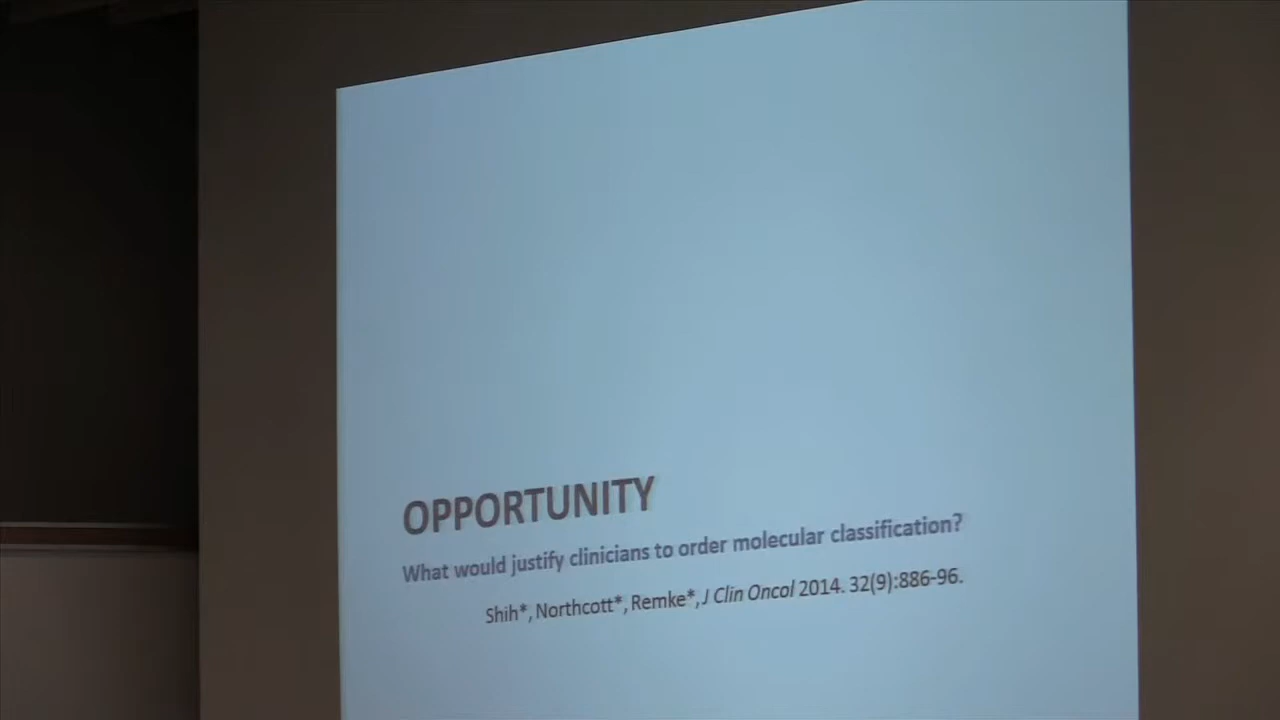 OPPORTUNITY
What would justify clinicians to order molecular classification?
Shih*, Northcott*, Remke*, J Clin Oncol 2014. 32(9):886-96.